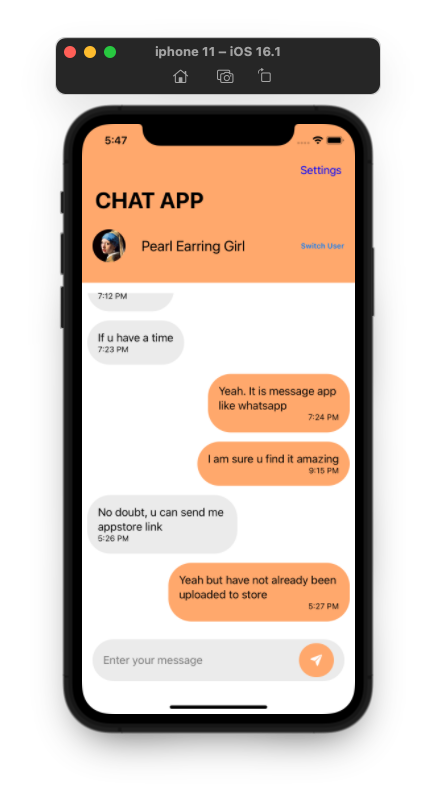 iphone 11 – iOS 16.1
5:47
Settings
CHAT APP
Pearl Earring Girl
Switch User
7:12 PM
If u have a time
7:23 PM
Yeah. It is message app
like whatsapp
7:24 PM
I am sure u find it amazing
9:15 PM
No doubt, u can send me
appstore link
5:26 PM
Yeah but have not already been
uploaded to store
5:27 PM
Enter your message